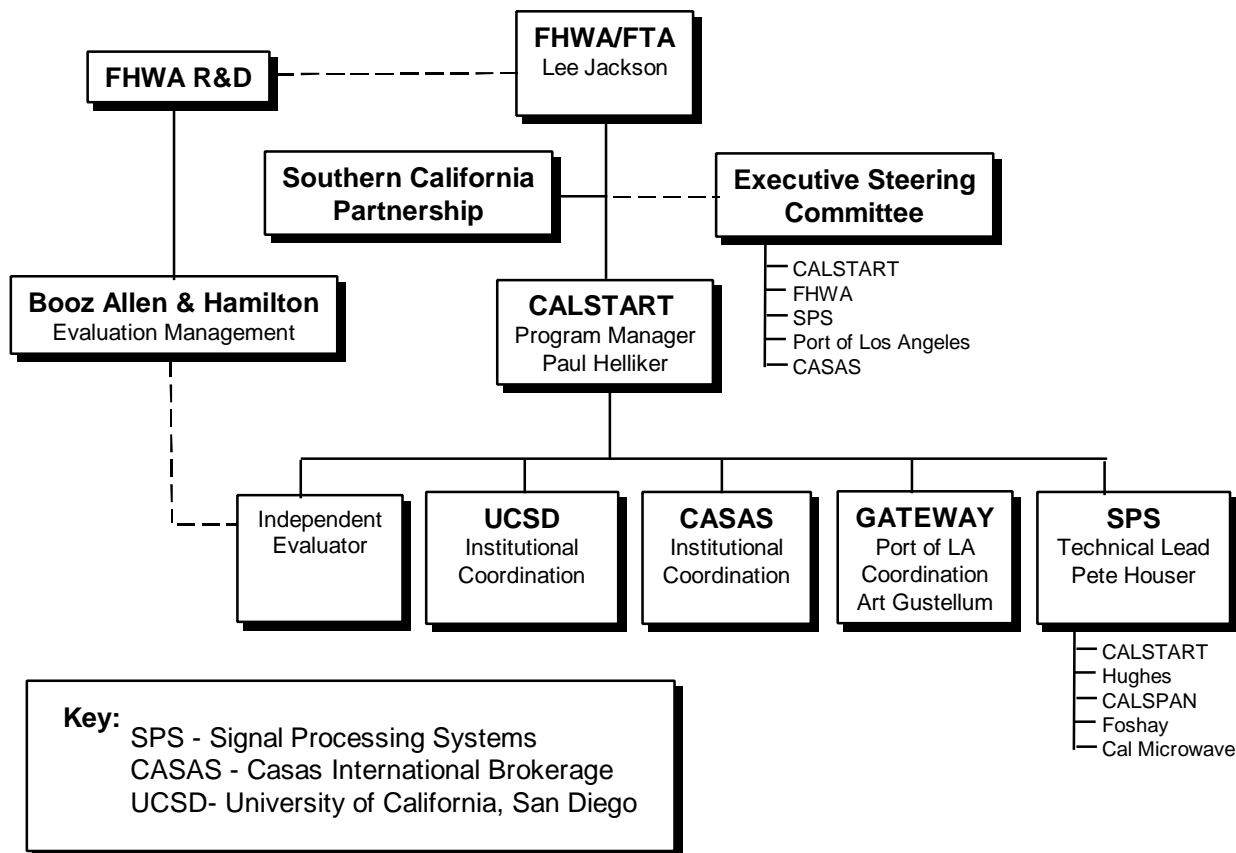 FHWA/FTA
Lee Jackson
FHWA R&D
Southern California
Partnership
Executive Steering
Committee
CALSTART
FHWA
SPS
Port of Los Angeles
CASAS
Booz Allen & Hamilton
Evaluation Management
CALSTART
Program Manager
Paul Helliker
Independent
Evaluator
UCSD
Institutional
Coordination
CASAS
Institutional
Coordination
GATEWAY
Port of LA
Coordination
Art Gustellum
SPS
Technical Lead
Pete Houser
CALSTART
Hughes
CALSPAN
Foshay
Cal Microwave
Key:
SPS - Signal Processing Systems
CASAS - Casas International Brokerage
UCSD- University of California, San Diego